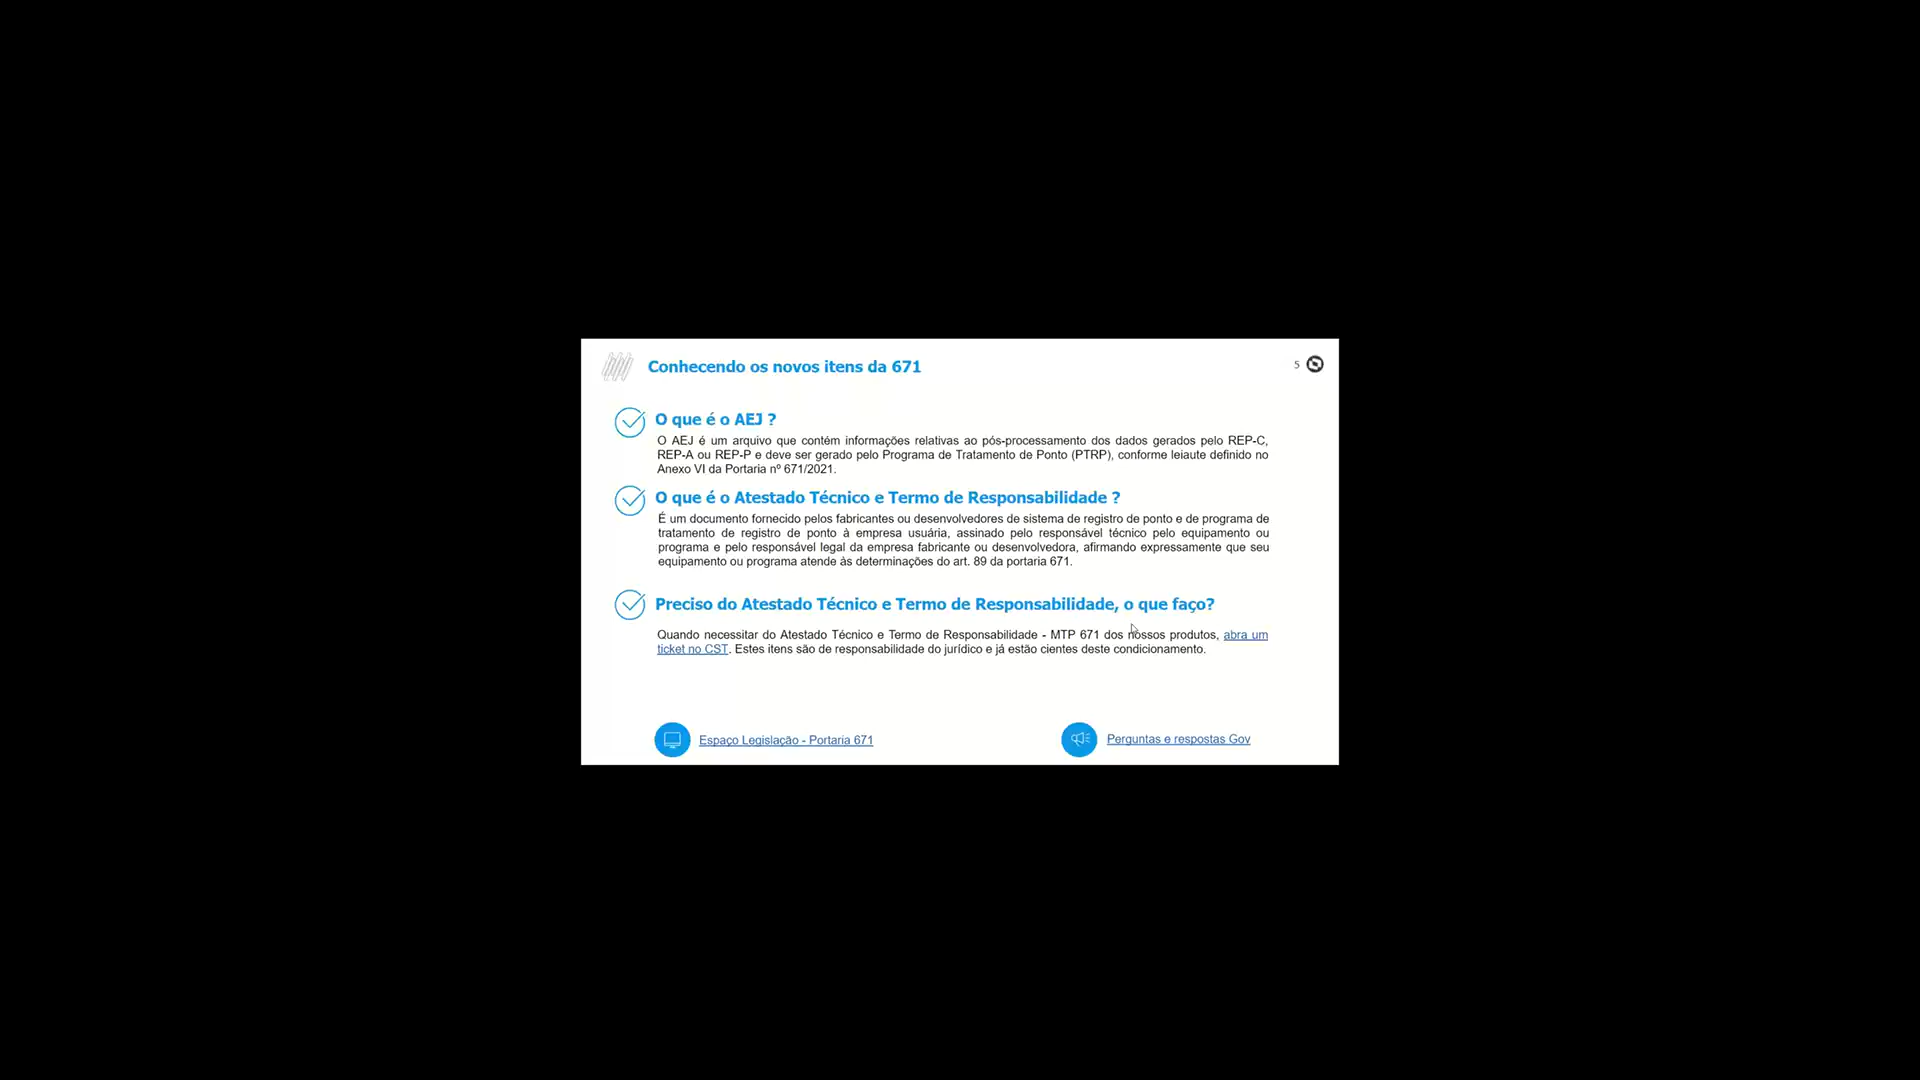 Conhecendo os novos itens da 671
5
O que é o AEJ ?
O AEJ é um arquivo que contém informações relativas ao pós-processamento dos dados gerados pelo REP-C,
REP-A ou REP-P e deve ser gerado pelo Programa de Tratamento de Ponto (PTRP), conforme leiaute definido no
Anexo VI da Portaria nº 671/2021.
O que é o Atestado Técnico e Termo de Responsabilidade ?
É um documento fornecido pelos fabricantes ou desenvolvedores de sistema de registro de ponto e de programa de
tratamento de registro de ponto à empresa usuária, assinado pelo responsável técnico pelo equipamento ou
programa e pelo responsável legal da empresa fabricante ou desenvolvedora, afirmando expressamente que seu
equipamento ou programa atende às determinações do art. 89 da portaria 671.
Preciso do Atestado Técnico e Termo de Responsabilidade, o que faço?
Quando necessitar do Atestado Técnico e Termo de Responsabilidade - MTP 671 dos nossos produtos, abra um
ticket no CST. Estes itens são de responsabilidade do jurídico e já estão cientes deste condicionamento.
Espaço Legislação - Portaria 671
Perguntas e respostas Gov